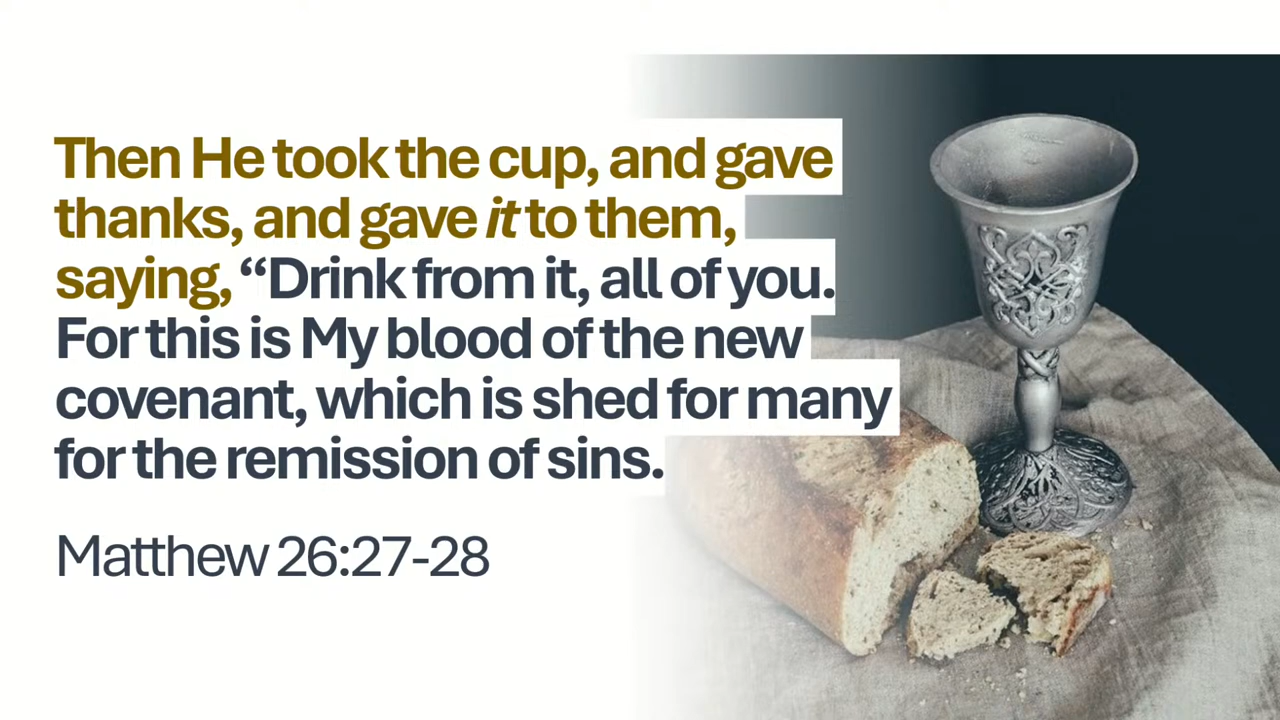 Then He took the cup, and gave
thanks, and gave it to them,
saying, “Drink from it, all of you.
For this is My blood of the new
covenant, which is shed for many
for the remission of sins.
Matthew 26:27-28